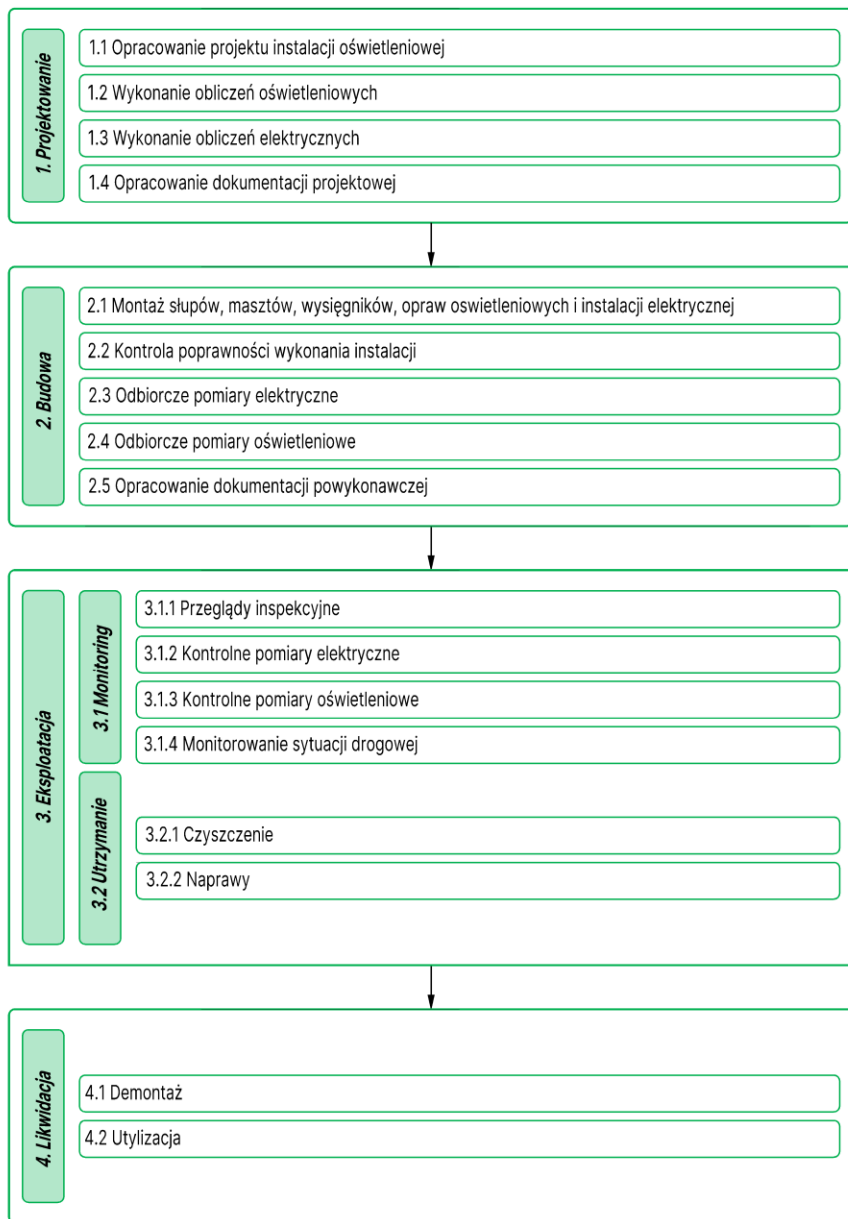 1. Projektowanie
1.1 Opracowanie projektu instalacji oświetleniowej
1.2 Wykonanie obliczeń oświetleniowych
1.3 Wykonanie obliczeń elektrycznych
1.4 Opracowanie dokumentacji projektowej
2. Budowa
2.1 Montaż słupów, masztów, wysięgników, opraw oswietleniowych i instalacji elektrycznej
2.2 Kontrola poprawności wykonania instalacji
2.3 Odbiorcze pomiary elektryczne
2.4 Odbiorcze pomiary oświetleniowe
2.5 Opracowanie dokumentacji powykonawczej
3. Eksploatacja
3.1 Monitoring
3.1.1 Przeglądy inspekcyjne
3.1.2 Kontrolne pomiary elektryczne
3.1.3 Kontrolne pomiary oświetleniowe
3.1.4 Monitorowanie sytuacji drogowej
3.2 Utrzymanie
3.2.1 Czyszczenie
3.2.2 Naprawy
4. Likwidacja
4.1 Demontaż
4.2 Utylizacja